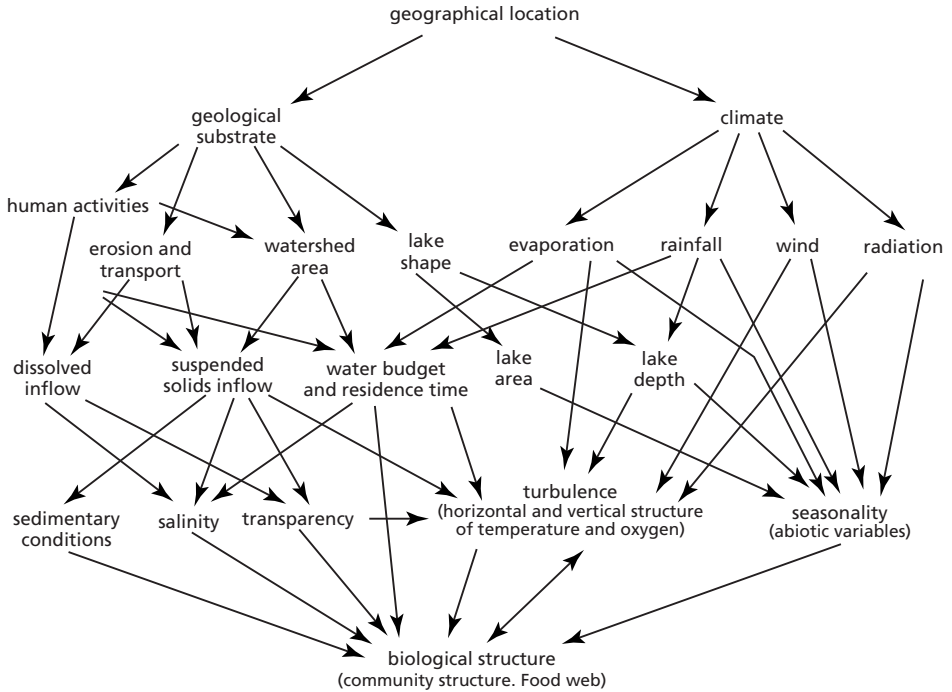 geographical location
geological
substrate
climate
human activities
erosion and
transport
watershed
area
lake
shape
evaporation
rainfall
wind
radiation
dissolved
inflow
suspended
solids inflow
water budget
and residence time
lake
area
lake
depth
sedimentary
conditions
salinity
transparency
turbulence
(horizontal and vertical structure
of temperature and oxygen)
seasonality
(abiotic variables)
biological structure
(community structure. Food web)